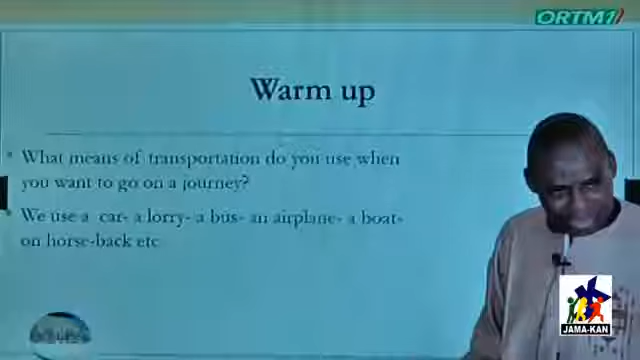 ORTM1
Warm up
What means of transportation do you use when
you want to go on a journey?
We use a car- a lorry- a bus- an airplane- a boat-
on horse-back etc
JAMA-KAN